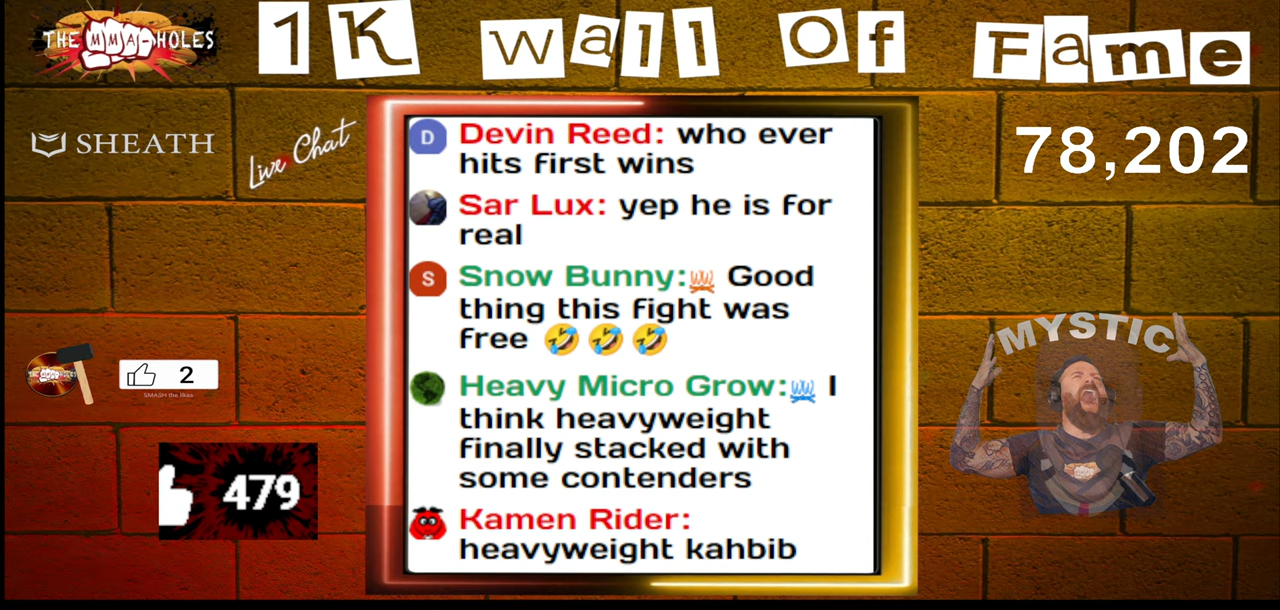 THE MMA-HOLES
1K Wall Of Fame
SHEATH
Live Chat
78,202
D
Devin Reed: who ever
hits first wins
Sar Lux: yep he is for
real
S
Snow Bunny: Good
thing this fight was
free 🤣 🤣 🤣
Heavy Micro Grow: I
think heavyweight
finally stacked with
some contenders
Kamen Rider:
heavyweight kahbib
2
SMASH the likes
479
MYSTIC